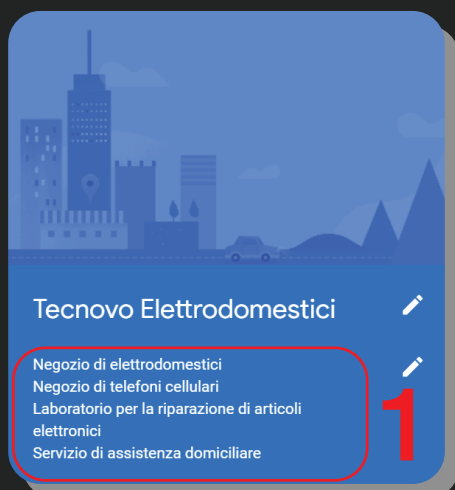 Tecnovo Elettrodomestici
Negozio di elettrodomestici
Negozio di telefoni cellulari
Laboratorio per la riparazione di articoli
elettronici
Servizio di assistenza domiciliare
1